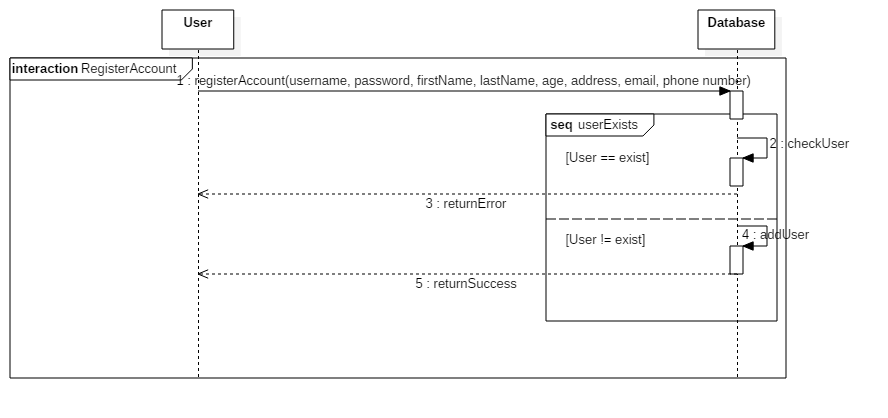 User
Database
interaction RegisterAccount
1 : registerAccount(username, password, firstName, lastName, age, address, email, phone number)
seq userExists
2 : checkUser
[User == exist]
3 : returnError
4 : addUser
[User != exist]
5 : returnSuccess